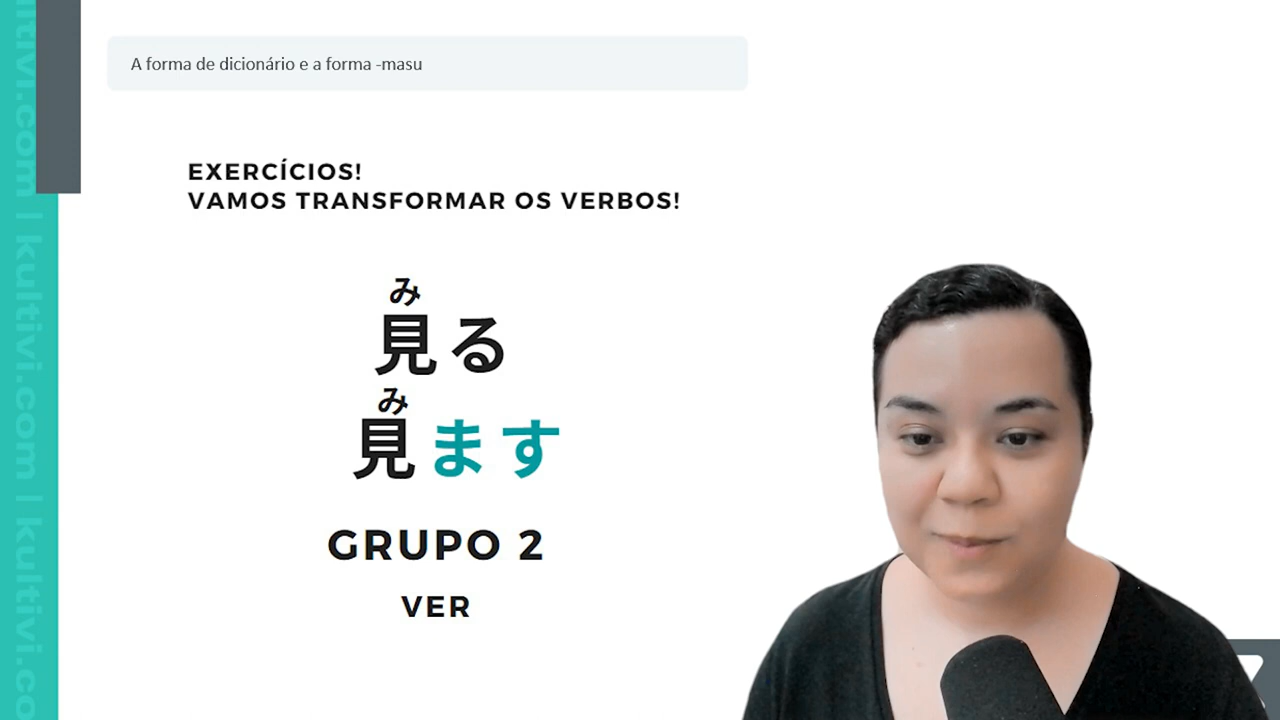 A forma de dicionário e a forma -masu
EXERCÍCIOS!
VAMOS TRANSFORMAR OS VERBOS!
み
見る
み
見ます
GRUPO 2
VER
ultivi.com | kultivi.com | kultivi.co